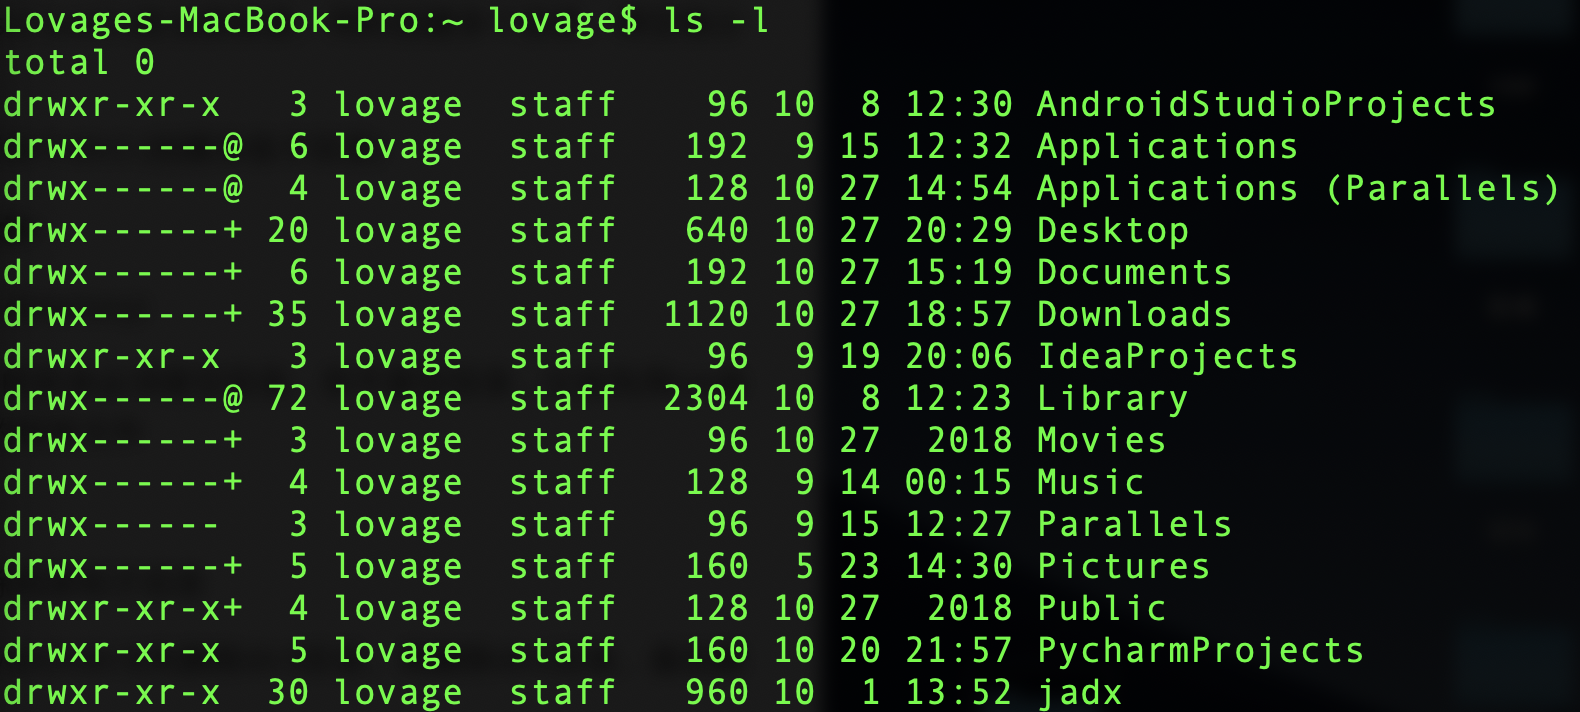 Lovages-MacBook-Pro:~ lovage$ ls -l
total 0
drwxr-xr-x   3 lovage  staff    96 10  8 12:30 AndroidStudioProjects
drwx------@  6 lovage  staff   192  9 15 12:32 Applications
drwx------@  4 lovage  staff   128 10 27 14:54 Applications (Parallels)
drwx------+ 20 lovage  staff   640 10 27 20:29 Desktop
drwx------+  6 lovage  staff   192 10 27 15:19 Documents
drwx------+ 35 lovage  staff  1120 10 27 18:57 Downloads
drwxr-xr-x   3 lovage  staff    96  9 19 20:06 IdeaProjects
drwx------@ 72 lovage  staff  2304 10  8 12:23 Library
drwx------+  3 lovage  staff    96 10 27  2018 Movies
drwx------+  4 lovage  staff   128  9 14 00:15 Music
drwx------   3 lovage  staff    96  9 15 12:27 Parallels
drwx------+  5 lovage  staff   160  5 23 14:30 Pictures
drwxr-xr-x+  4 lovage  staff   128 10 27  2018 Public
drwxr-xr-x   5 lovage  staff   160 10 20 21:57 PycharmProjects
drwxr-xr-x  30 lovage  staff   960 10  1 13:52 jadx